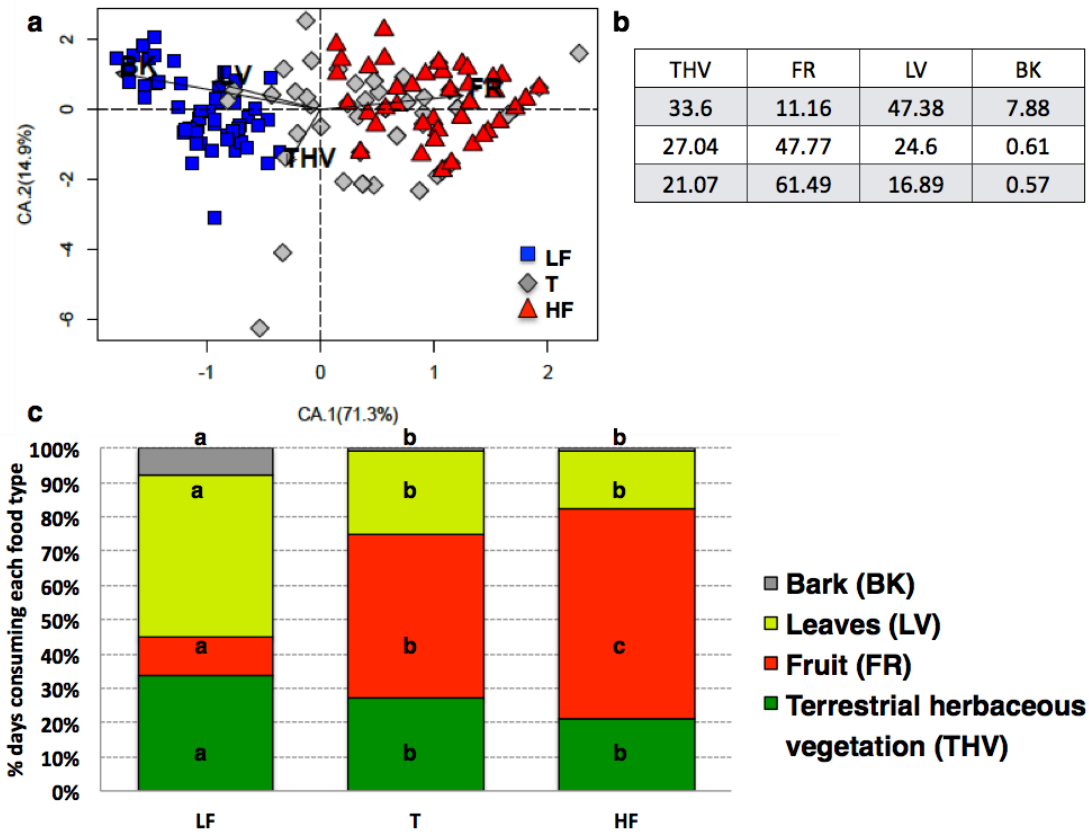 a
2
0
-2
-4
-6
CA.2(14.9%)
BK
LV
FR
THV
LF
T
HF
-1
0
1
2
CA.1(71.3%)
b
THV FR LV BK
33.6 11.16 47.38 7.88
27.04 47.77 24.6 0.61
21.07 61.49 16.89 0.57
c
% days consuming each food type
100%
90%
80%
70%
60%
50%
40%
30%
20%
10%
0%
a b b
a b b
a b c
a b b
LF T HF
Bark (BK)
Leaves (LV)
Fruit (FR)
Terrestrial herbaceous
vegetation (THV)